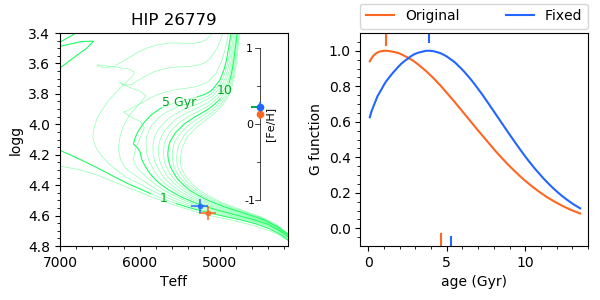 HIP 26779
Original Fixed
3.4
3.6
3.8
4.0
4.2
4.4
4.6
4.8
logg
7000 6000 5000
Teff
5 Gyr
10
1
1
0
-1
[Fe/H]
1.0
0.8
0.6
0.4
0.2
0.0
G function
0 5 10
age (Gyr)